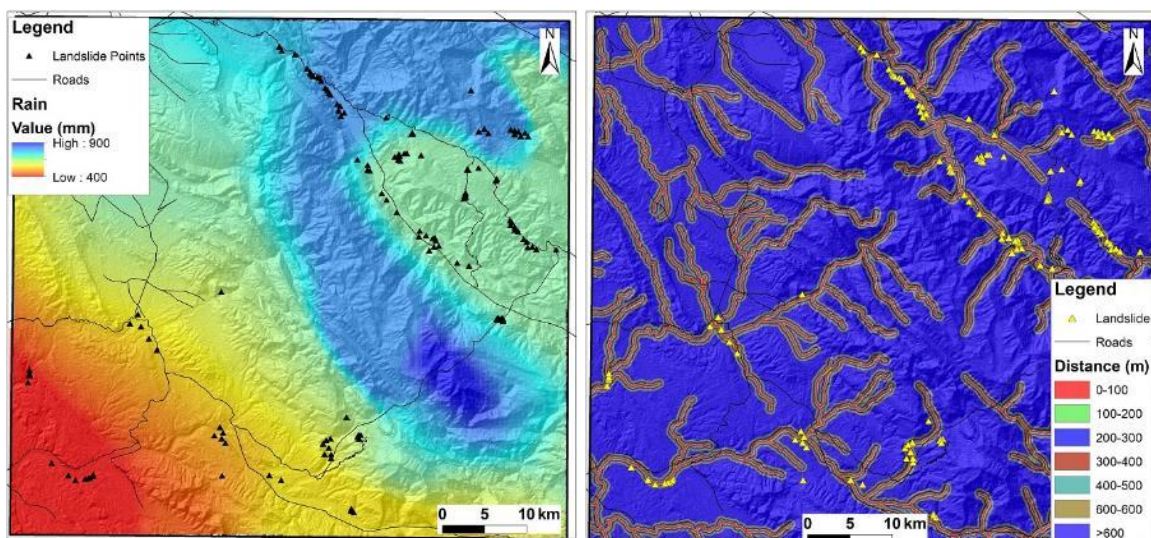 Legend
Landslide Points
Roads
Rain
Value (mm)
High : 900
Low : 400
N
0 5 10 km
N
Legend
Landslide
Roads
Distance (m)
0-100
100-200
200-300
300-400
400-500
600-600
>600
0 5 10 km